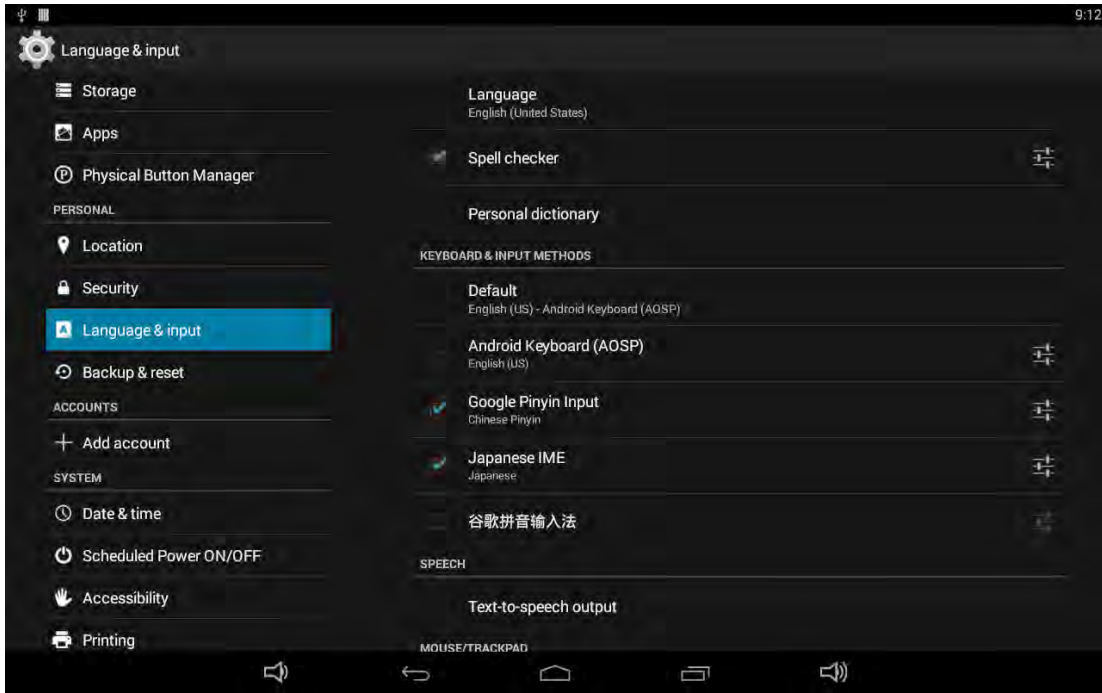 9:12
Language & input
Storage
Apps
Physical Button Manager
PERSONAL
Location
Security
Language & input
Backup & reset
ACCOUNTS
Add account
SYSTEM
Date & time
Scheduled Power ON/OFF
Accessibility
Printing
Language
English (United States)
Spell checker
Personal dictionary
KEYBOARD & INPUT METHODS
Default
English (US) - Android Keyboard (AOSP)
Android Keyboard (AOSP)
English (US)
Google Pinyin Input
Chinese Pinyin
Japanese IME
Japanese
谷歌拼音输入法
SPEECH
Text-to-speech output
MOUSE/TRACKPAD